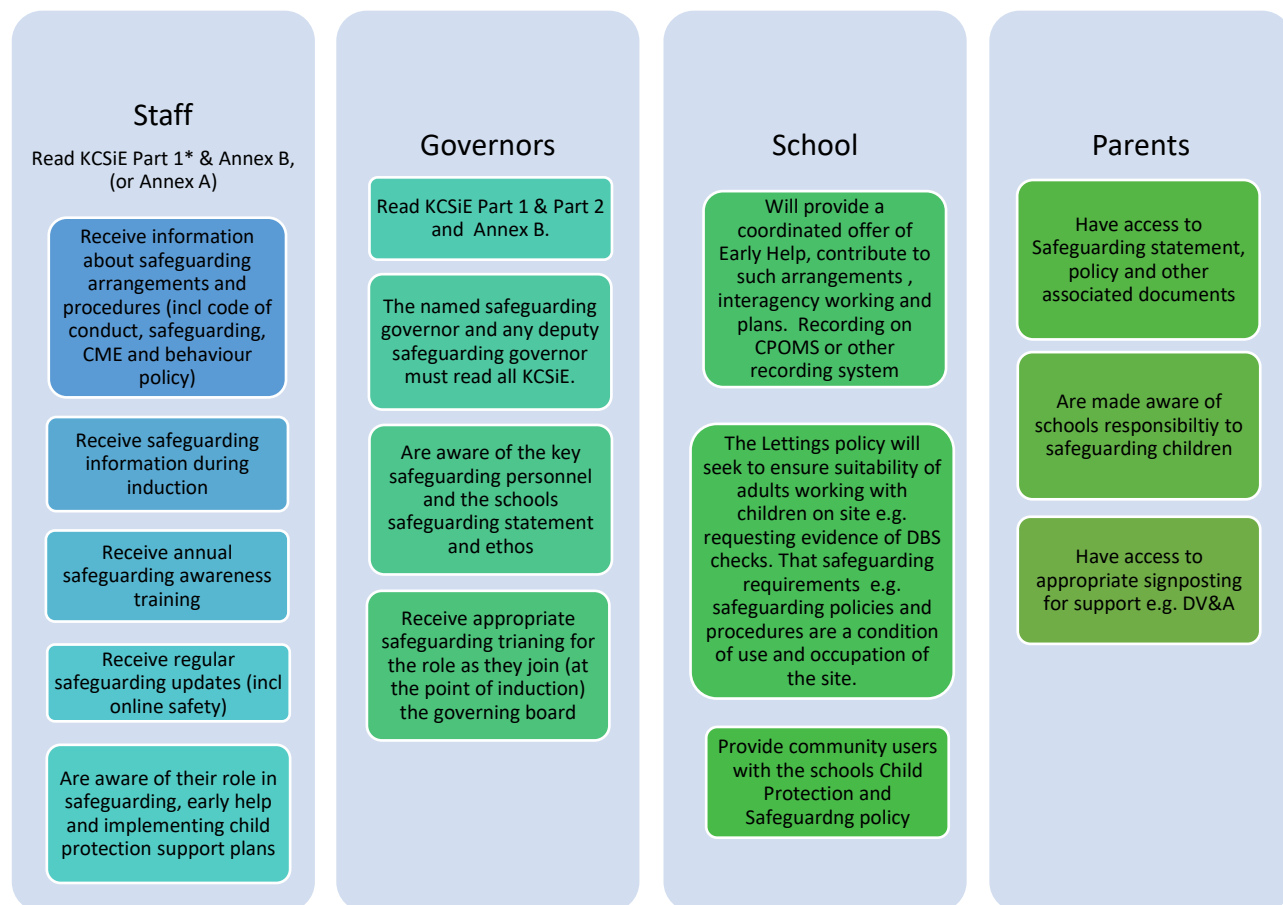 Staff
Read KCSiE Part 1* & Annex B,
(or Annex A)
Receive information
about safeguarding
arrangements and
procedures (incl code of
conduct, safeguarding,
CME and behaviour
policy)
Receive safeguarding
information during
induction
Receive annual
safeguarding awareness
training
Receive regular
safeguarding updates (incl
online safety)
Are aware of their role in
safeguarding, early help
and implementing child
protection support plans
Governors
Read KCSiE Part 1 & Part 2
and Annex B.
The named safeguarding
governor and any deputy
safeguarding governor
must read all KCSiE.
Are aware of the key
safeguarding personnel
and the schools
safeguarding statement
and ethos
Receive appropriate
safeguarding trianing for
the role as they join (at
the point of induction)
the governing board
School
Will provide a
coordinated offer of
Early Help, contribute to
such arrangements ,
interagency working and
plans. Recording on
CPOMS or other
recording system
The Lettings policy will
seek to ensure suitability of
adults working with
children on site e.g.
requesting evidence of DBS
checks. That safeguarding
requirements e.g.
safeguarding policies and
procedures are a condition
of use and occupation of
the site.
Provide community users
with the schools Child
Protection and
Safeguardng policy
Parents
Have access to
Safeguarding statement,
policy and other
associated documents
Are made aware of
schools responsibiltiy to
safeguarding children
Have access to
appropriate signposting
for support e.g. DV&A